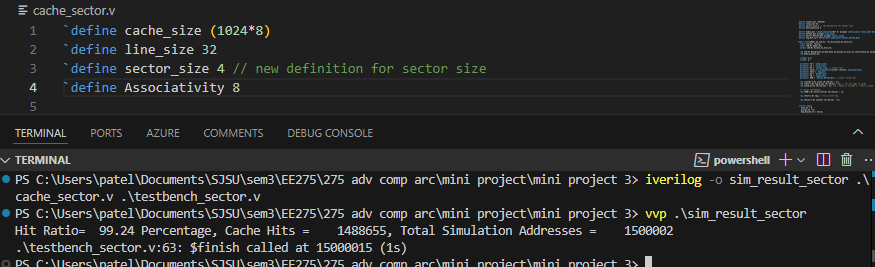 cache_sector.v
1 `define cache_size (1024*8)
2 `define line_size 32
3 `define sector_size 4 // new definition for sector size
4 `define Associativity 8
5
TERMINAL PORTS AZURE COMMENTS DEBUG CONSOLE
TERMINAL powershell
PS C:\Users\patel\Documents\SJSU\sem3\EE275\275 adv comp arc\mini project\mini project 3> iverilog -o sim_result_sector .\
cache_sector.v .\testbench_sector.v
PS C:\Users\patel\Documents\SJSU\sem3\EE275\275 adv comp arc\mini project\mini project 3> vvp .\sim_result_sector
Hit Ratio=  99.24 Percentage, Cache Hits =    1488655, Total Simulation Addresses =    1500002
.\testbench_sector.v:63: $finish called at 15000015 (1s)
PS C:\Users\patel\Documents\SJSU\sem3\EE275\275 adv comp arc\mini project\mini project 3>